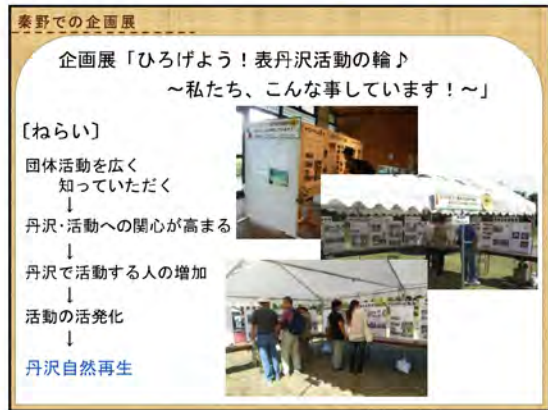 秦野での企画展
企画展「ひろげよう！表丹沢活動の輪♪
～私たち、こんな事しています！～」
〔ねらい〕
団体活動を広く
知っていただく
↓
丹沢・活動への関心が高まる
↓
丹沢で活動する人の増加
↓
活動の活発化
↓
丹沢自然再生